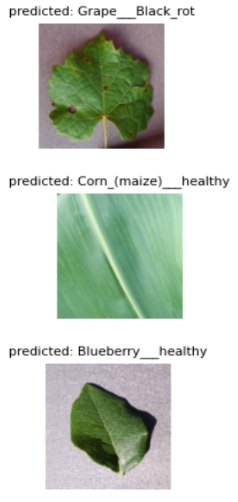 predicted: Grape___Black_rot
predicted: Corn_(maize)___healthy
predicted: Blueberry___healthy